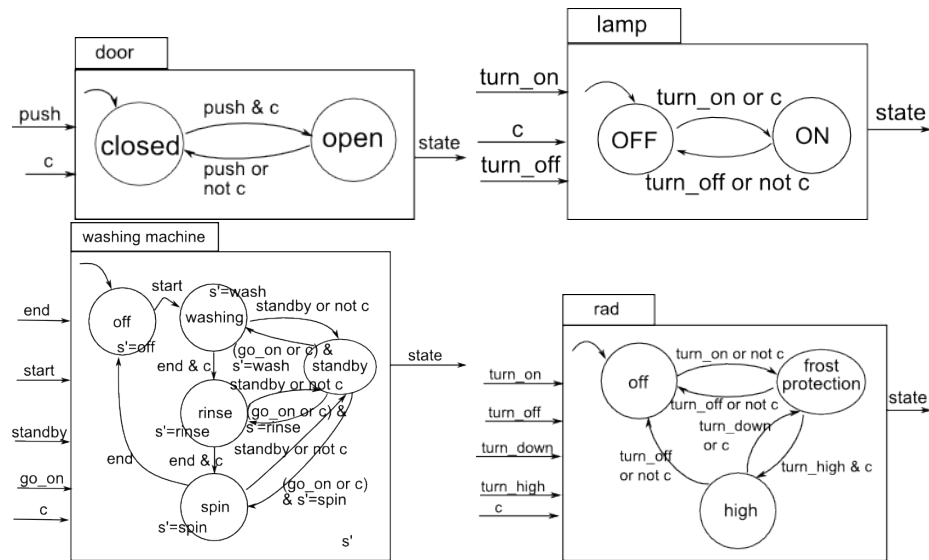 door
push
c
closed
push & c
open
push or
not c
state
lamp
turn_on
c
turn_off
OFF
turn_on or c
ON
turn_off or not c
state
washing machine
end
start
standby
go_on
c
off
s'=off
start
s'=wash
washing
standby or not c
(go_on or c) &
s'=wash
standby
end & c
standby or not c
rinse
s'=rinse
(go_on or c) &
s'=rinse
standby or not c
end & c
end
spin
s'=spin
(go_on or c)
& s'=spin
s'
state
rad
turn_on
turn_off
turn_down
turn_high
c
off
turn_on or not c
frost
protection
turn_off or not c
turn_down
or c
turn_off
or not c
turn_high & c
high
state